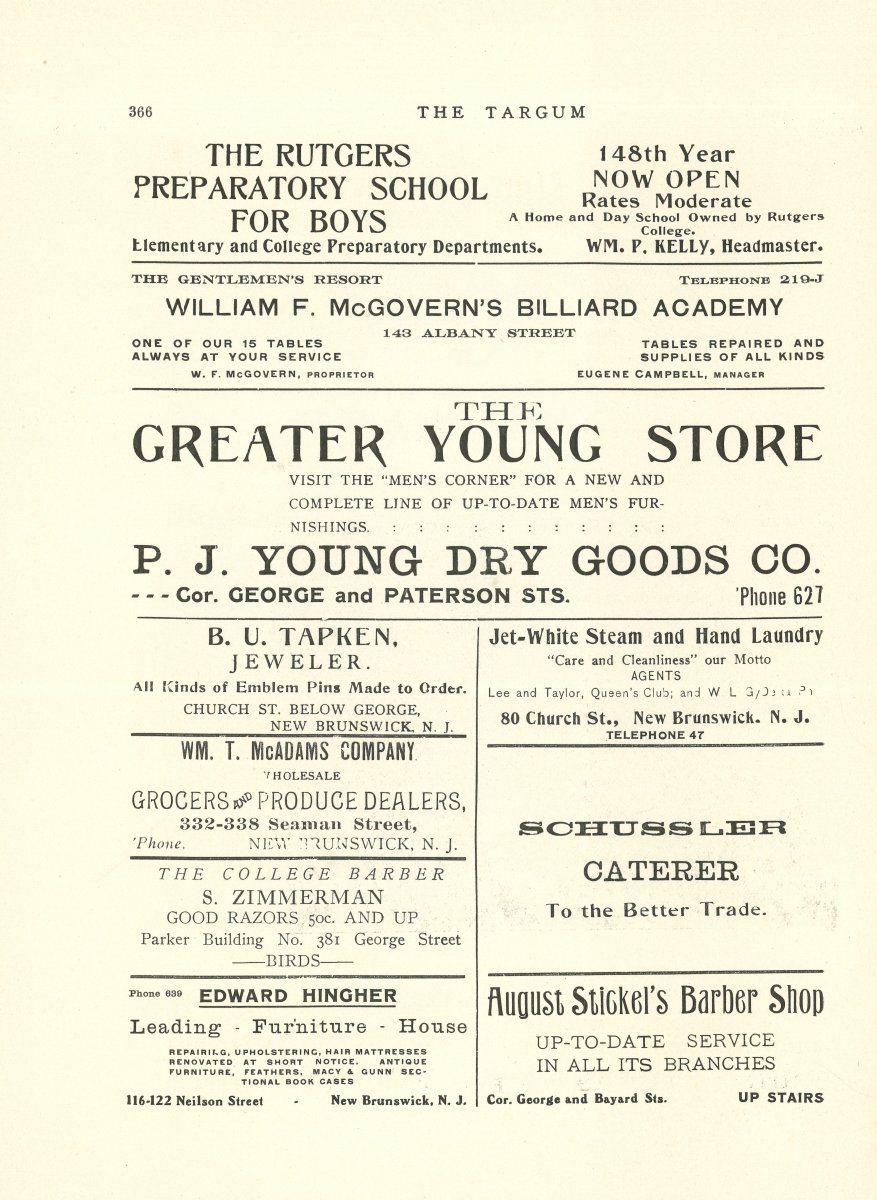 366
THE TARGUM
THE RUTGERS
PREPARATORY SCHOOL
FOR BOYS
Elementary and College Preparatory Departments.
148th Year
NOW OPEN
Rates Moderate
A Home and Day School Owned by Rutgers
College.
WM. P. KELLY, Headmaster.
THE GENTLEMEN'S RESORT
TELEPHONE 219-J
WILLIAM F. McGOVERN'S BILLIARD ACADEMY
143 ALBANY STREET
ONE OF OUR 15 TABLES
ALWAYS AT YOUR SERVICE
W. F. McGOVERN, PROPRIETOR
TABLES REPAIRED AND
SUPPLIES OF ALL KINDS
EUGENE CAMPBELL, MANAGER
THE
GREATER YOUNG STORE
VISIT THE "MEN'S CORNER" FOR A NEW AND
COMPLETE LINE OF UP-TO-DATE MEN'S FUR-
NISHINGS. : : : : : : : : : : :
P. J. YOUNG DRY GOODS CO.
- - - Cor. GEORGE and PATERSON STS.
'Phone 627
B. U. TAPKEN,
JEWELER.
All Kinds of Emblem Pins Made to Order.
CHURCH ST. BELOW GEORGE,
NEW BRUNSWICK, N. J.
WM. T. McADAMS COMPANY
WHOLESALE
GROCERS AND PRODUCE DEALERS,
332-338 Seaman Street,
'Phone. NEW BRUNSWICK, N. J.
THE COLLEGE BARBER
S. ZIMMERMAN
GOOD RAZORS 50c. AND UP
Parker Building No. 381 George Street
——BIRDS——
Phone 639 EDWARD HINGHER
Leading - Furniture - House
REPAIRING, UPHOLSTERING, HAIR MATTRESSES
RENOVATED AT SHORT NOTICE. ANTIQUE
FURNITURE, FEATHERS, MACY & GUNN SEC-
TIONAL BOOK CASES
116-122 Neilson Street - New Brunswick, N. J.
Jet-White Steam and Hand Laundry
"Care and Cleanliness" our Motto
AGENTS
Lee and Taylor, Queen's Club; and W. L.
80 Church St., New Brunswick. N. J.
TELEPHONE 47
SCHUSSLER
CATERER
To the Better Trade.
August Stickel's Barber Shop
UP-TO-DATE SERVICE
IN ALL ITS BRANCHES
Cor. George and Bayard Sts. UP STAIRS